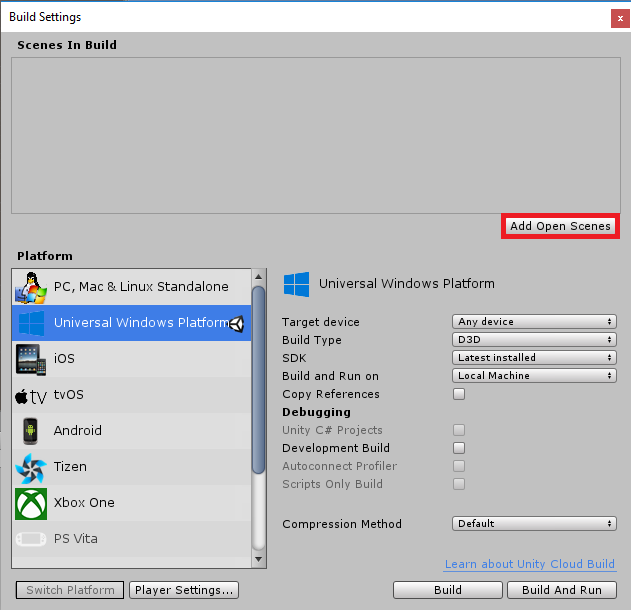 Build Settings
x
Scenes In Build
Add Open Scenes
Platform
PC, Mac & Linux Standalone
Universal Windows Platform
iOS
tv
tvOS
Android
Tizen
Xbox One
PS Vita
Universal Windows Platform
Target device Any device
Build Type D3D
SDK Latest installed
Build and Run on Local Machine
Copy References
Debugging
Unity C# Projects
Development Build
Autoconnect Profiler
Scripts Only Build
Compression Method Default
Learn about Unity Cloud Build
Switch Platform Player Settings... Build Build And Run